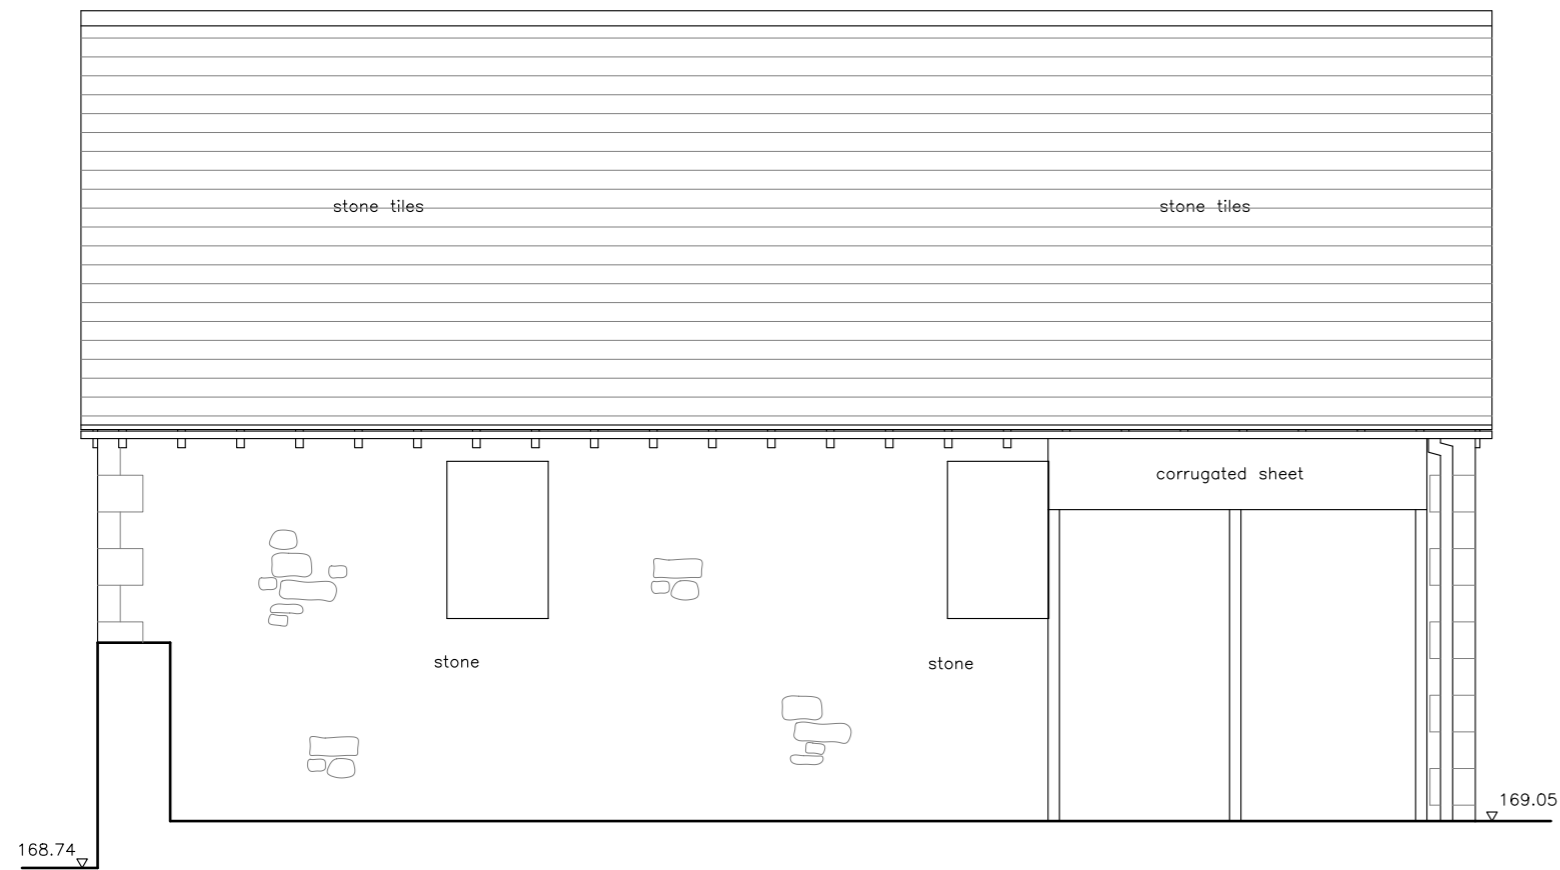 stone tiles
stone tiles
corrugated sheet
stone
stone
169.05
168.74